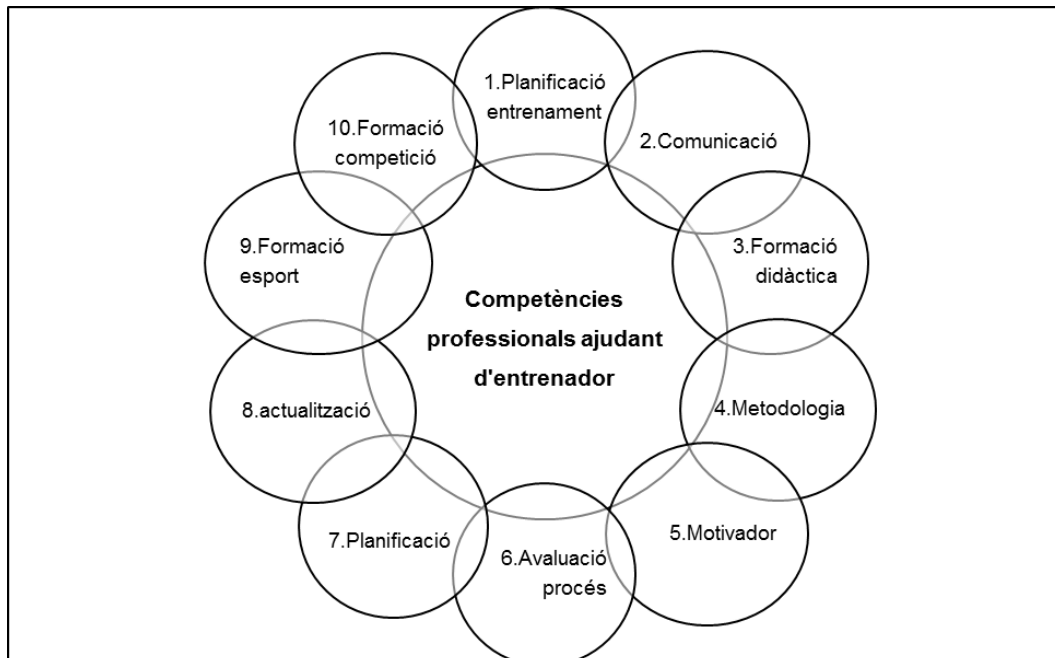 1.Planificació
entrenament
2.Comunicació
3.Formació
didàctica
4.Metodologia
5.Motivador
6.Avaluació
procés
7.Planificació
8.actualització
9.Formació
esport
10.Formació
competició
Competències
professionals ajudant
d'entrenador